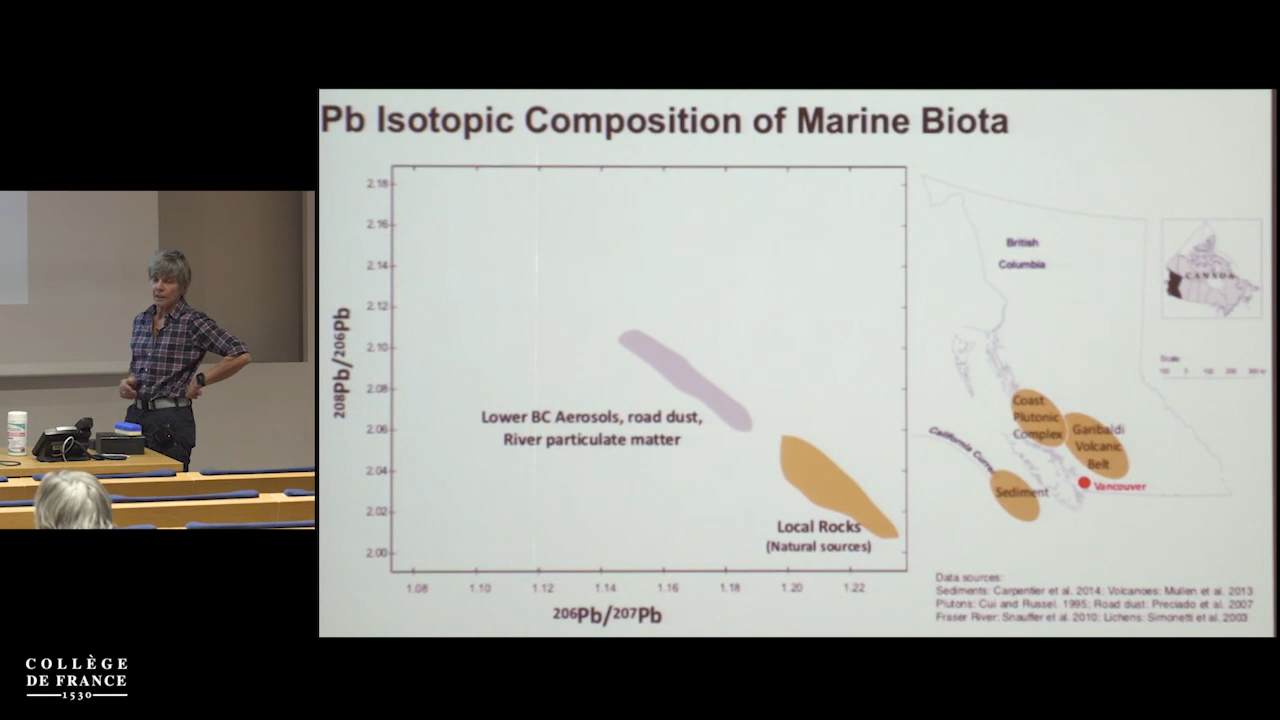 Pb Isotopic Composition of Marine Biota
208Pb/206Pb
2.18
2.16
2.14
2.12
2.10
2.08
2.06
2.04
2.02
2.00
Lower BC Aerosols, road dust,
River particulate matter
Local Rocks
(Natural sources)
1.08 1.10 1.12 1.14 1.16 1.18 1.20 1.22
206Pb/207Pb
British
Columbia
CANADA
Scale
Coast
Plutonic
Complex
Garibaldi
Volcanic
Belt
California
Sediment
Vancouver
Data sources:
Sediments: Carpentier et al. 2014; Volcanoes: Mullen et al. 2013
Plutons: Cui and Russel. 1995; Road dust: Preciado et al. 2007
Fraser River: Snauffer et al. 2010; Lichens: Simonetti et al. 2003
COLLÈGE
DE FRANCE
1530